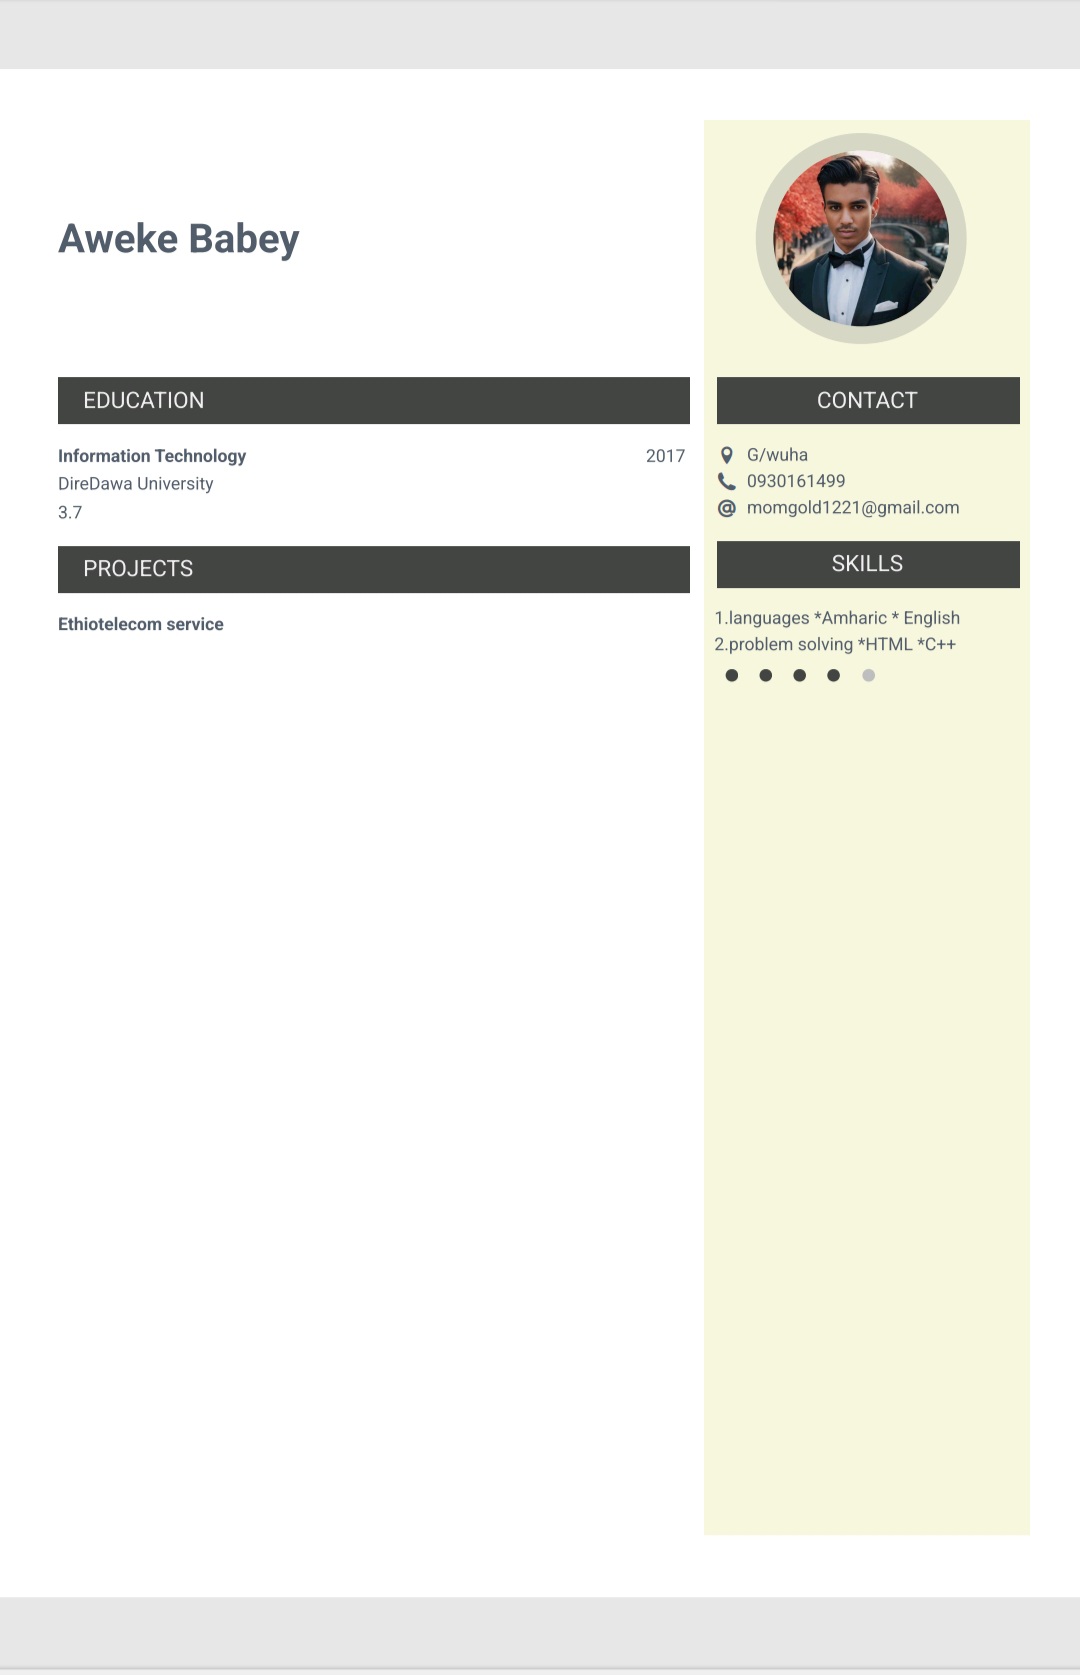 Aweke Babey
EDUCATION
Information Technology 2017
DireDawa University
3.7
PROJECTS
Ethiotelecom service
CONTACT
G/wuha
0930161499
momgold1221@gmail.com
SKILLS
1.languages *Amharic * English
2.problem solving *HTML *C++